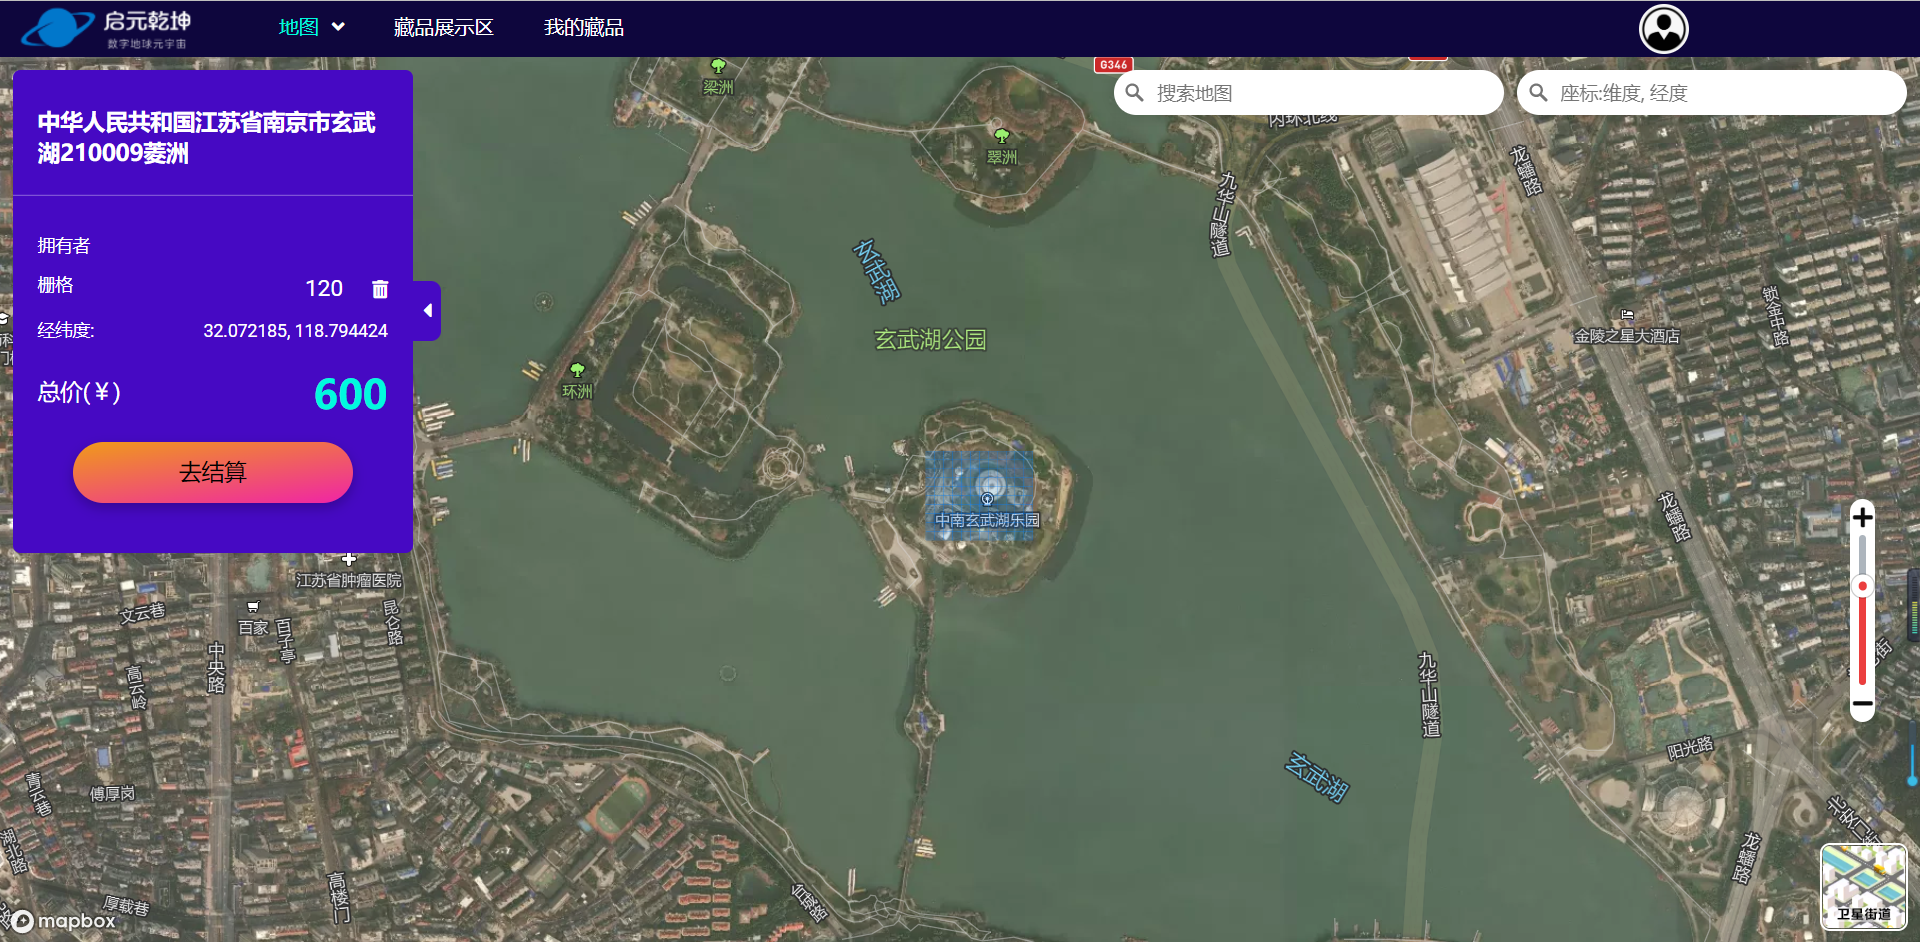 启元乾坤
数字地球元宇宙
地图
藏品展示区
我的藏品
G346
搜索地图
座标:维度, 经度
中华人民共和国江苏省南京市玄武
湖210009菱洲
拥有者
栅格
120
经纬度:
32.072185, 118.794424
总价(￥)
600
去结算
梁洲
翠洲
内环北线
九华山隧道
龙蟠路
玄武湖
玄武湖公园
锁金中路
金陵之星大酒店
环洲
中南玄武湖乐园
龙蟠路
江苏省肿瘤医院
文云巷
百家
百子亭
昆仑路
中央路
高云岭
九华山隧道
阳光路
玄武湖
青云巷
傅厚岗
湖北路
高楼门
厚载巷
台城路
北安门街
龙蟠路
卫星街道
mapbox